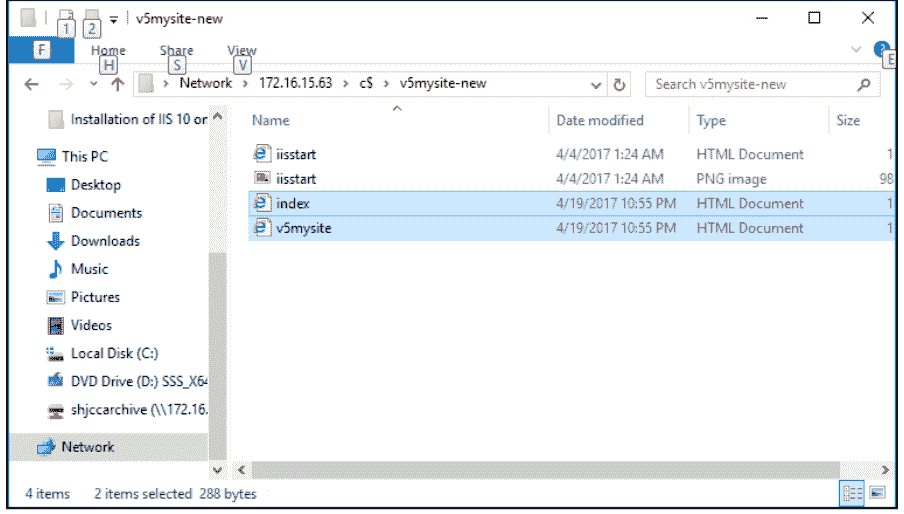 v5mysite-new
1 2
F Home Share View E
H S V
Network > 172.16.15.63 > c$ > v5mysite-new
Search v5mysite-new
Installation of IIS 10 or
This PC
Desktop
Documents
Downloads
Music
Pictures
Videos
Local Disk (C:)
DVD Drive (D:) SSS_X64
shjccarchive (\\172.16.
Network
Name Date modified Type Size
iisstart 4/4/2017 1:24 AM HTML Document 1
iisstart 4/4/2017 1:24 AM PNG image 98
index 4/19/2017 10:55 PM HTML Document 1
v5mysite 4/19/2017 10:55 PM HTML Document 1
4 items 2 items selected 288 bytes